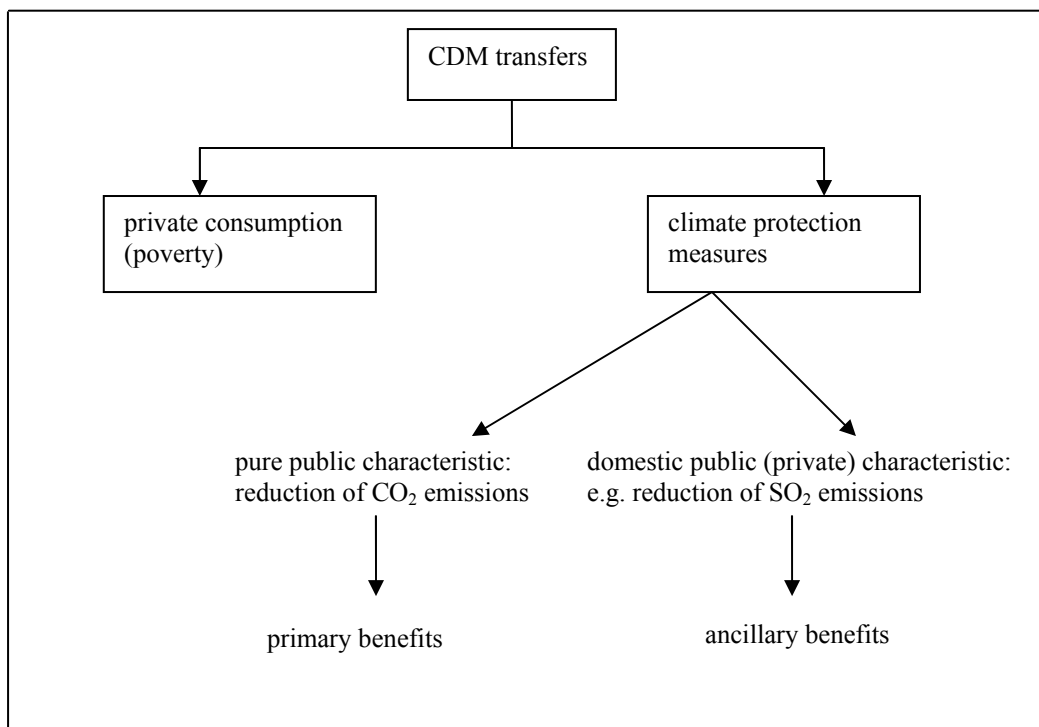 CDM transfers
private consumption
(poverty)
climate protection
measures
pure public characteristic:
reduction of CO₂ emissions
domestic public (private) characteristic:
e.g. reduction of SO₂ emissions
primary benefits
ancillary benefits